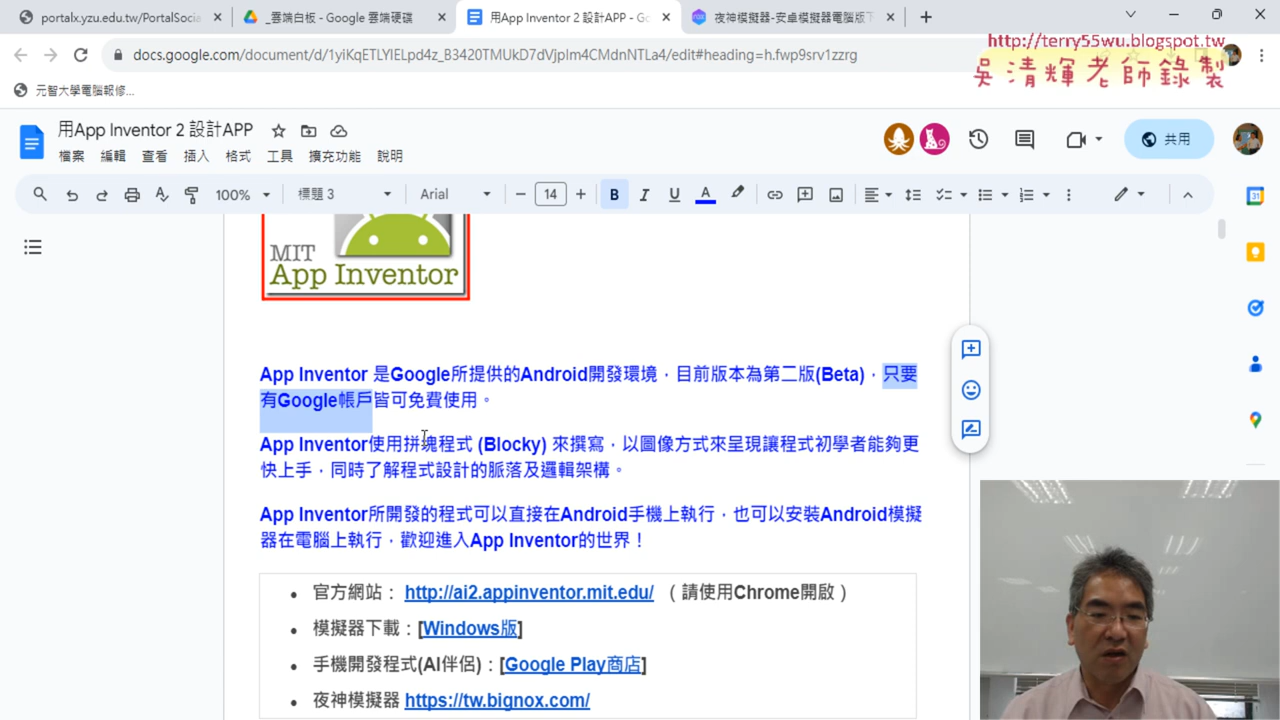 portalx.yzu.edu.tw/PortalSocia
_雲端白板 - Google 雲端硬碟
用App Inventor 2 設計APP - Go
夜神模擬器-安卓模擬器電腦版下
docs.google.com/document/d/1yiKqETLYlELpd4z_B3420TMUkD7dVjplm4CMdnNTLa4/edit#heading=h.fwp9srv1zzrg
http://terry55wu.blogspot.tw
吳清輝老師錄製
元智大學電腦報修...
用App Inventor 2 設計APP
共用
檔案 編輯 查看 插入 格式 工具 擴充功能 說明
100% 標題 3 Arial 14 B I U A
31
MIT
App Inventor
App Inventor 是Google所提供的Android開發環境，目前版本為第二版(Beta)，只要
有Google帳戶皆可免費使用。
App Inventor使用拼塊程式 (Blocky) 來撰寫，以圖像方式來呈現讓程式初學者能夠更
快上手，同時了解程式設計的脈落及邏輯架構。
App Inventor所開發的程式可以直接在Android手機上執行，也可以安裝Android模擬
器在電腦上執行，歡迎進入App Inventor的世界！
官方網站： http://ai2.appinventor.mit.edu/ （請使用Chrome開啟）
模擬器下載：[Windows版]
手機開發程式(AI伴侶)：[Google Play商店]
夜神模擬器 https://tw.bignox.com/